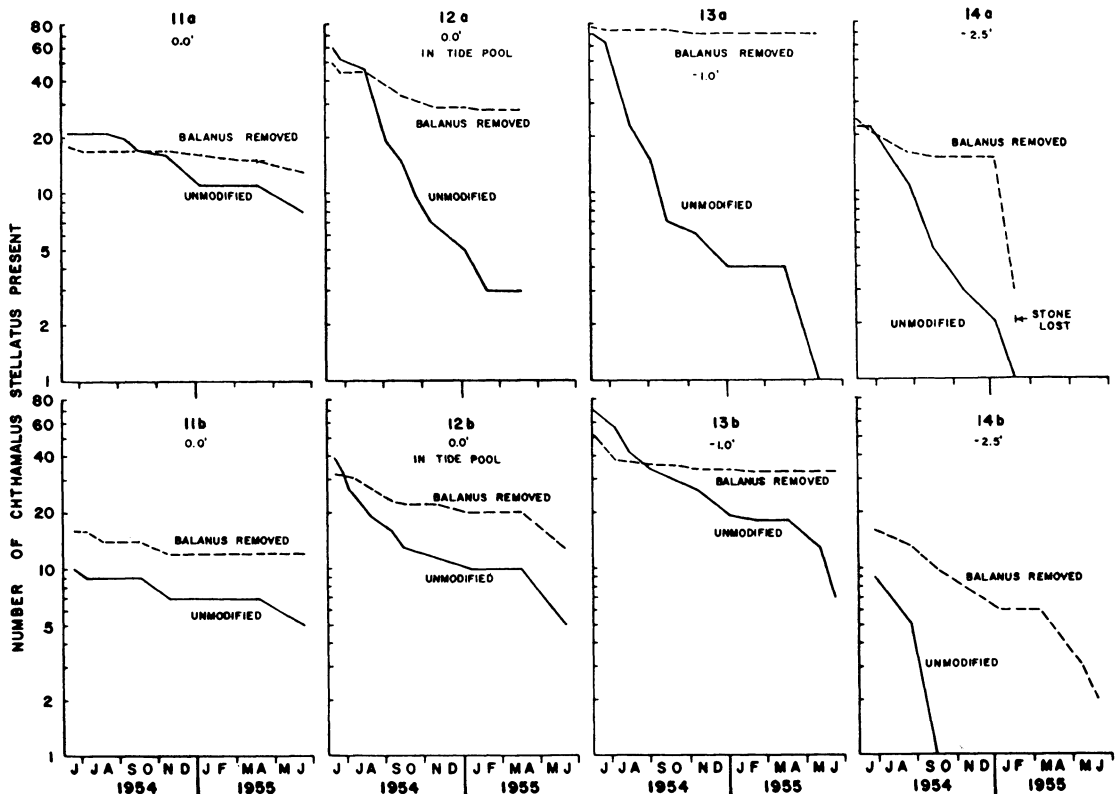 NUMBER OF CHTHAMALUS STELLATUS PRESENT
11a
0.0'
80
60
40
20
10
5
2
1
BALANUS REMOVED
UNMODIFIED
12a
0.0'
IN TIDE POOL
BALANUS REMOVED
UNMODIFIED
13a
BALANUS REMOVED
-1.0'
UNMODIFIED
14a
-2.5'
BALANUS REMOVED
UNMODIFIED
STONE
LOST
11b
0.0'
80
60
40
20
10
5
2
1
BALANUS REMOVED
UNMODIFIED
J JA SO ND JF MA MJ
1954 1955
12b
0.0'
IN TIDE POOL
BALANUS REMOVED
UNMODIFIED
J JA SO ND JF MA MJ
1954 1955
13b
-1.0'
BALANUS REMOVED
UNMODIFIED
J JA SO ND JF MA MJ
1954 1955
14b
-2.5'
BALANUS REMOVED
UNMODIFIED
J JA SO ND JF MA MJ
1954 1955